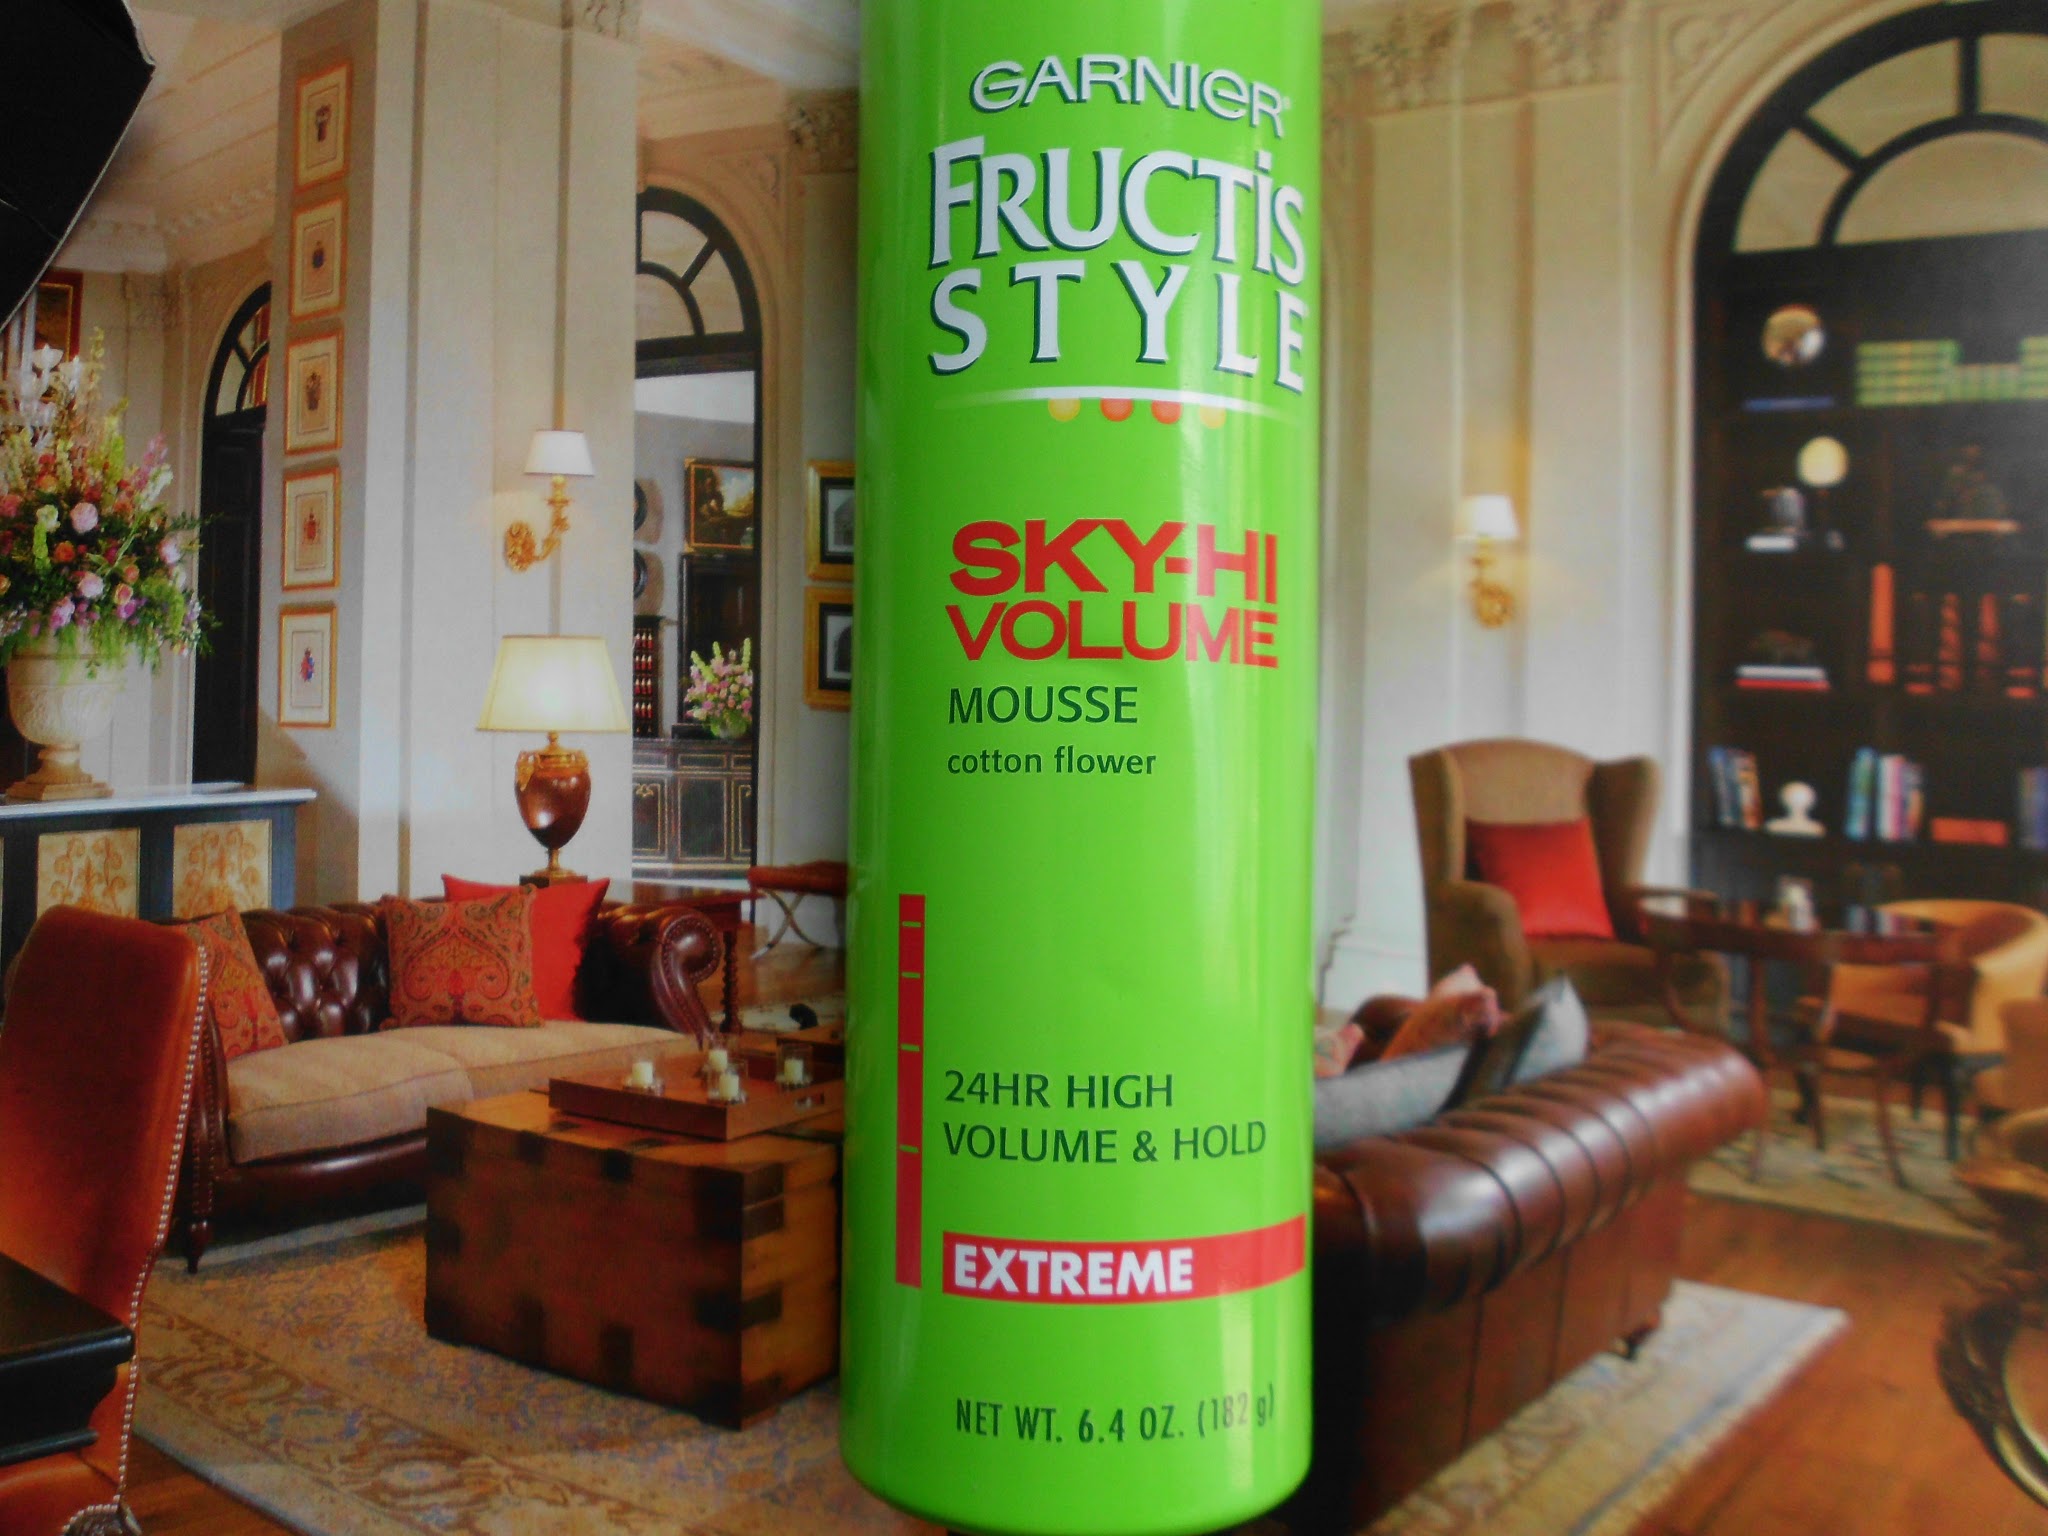 GARNIER
FRUCTIS
STYLE
SKY-HI
VOLUME
MOUSSE
cotton flower
24HR HIGH
VOLUME & HOLD
EXTREME
NET WT. 6.4 OZ. (182 g)